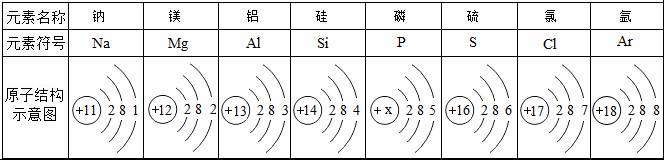 元素名称 钠 镁 铝 硅 磷 硫 氯 氩
元素符号 Na Mg Al Si P S Cl Ar
原子结构
示意图
+11 2 8 1 +12 2 8 2 +13 2 8 3 +14 2 8 4 + x 2 8 5 +16 2 8 6 +17 2 8 7 +18 2 8 8